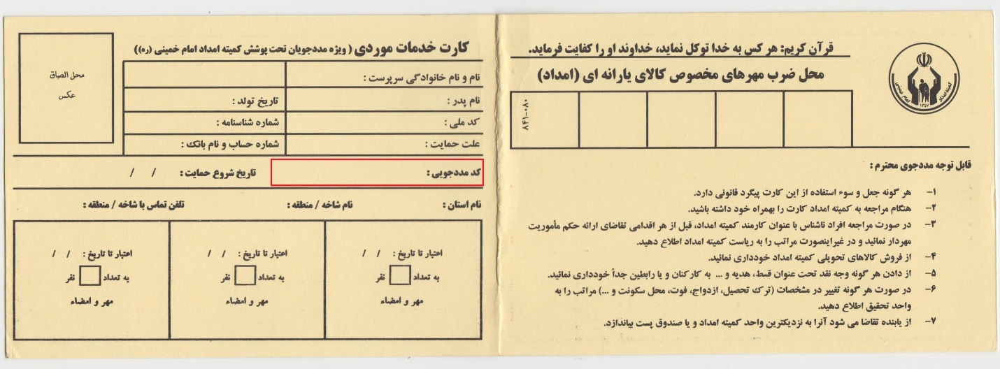 قرآن کریم: هر کس به خدا توکل نماید، خداوند او را کفایت فرماید.
محل ضرب مهرهای مخصوص کالای یارانه ای (امداد)
۸۴۱-۰۸۰
کمیته امداد امام خمینی
۱۳۵۷
قابل توجه مددجوی محترم :
۱- هر گونه جعل و سوء استفاده از این کارت پیگرد قانونی دارد.
۲- هنگام مراجعه به کمیته امداد کارت را بهمراه خود داشته باشید.
۳- در صورت مراجعه افراد ناشناس با عنوان کارمند کمیته امداد، قبل از هر اقدامی تقاضای ارائه حکم مأموریت
مهردار نمائید و در غیراینصورت مراتب را به ریاست کمیته امداد اطلاع دهید.
۴- از فروش کالاهای تحویلی کمیته امداد خودداری نمائید.
۵- از دادن هر گونه وجه نقد تحت عنوان قسط، هدیه و ... به کارکنان و یا رابطین جداً خودداری نمائید.
۶- در صورت هر گونه تغییر در مشخصات (ترک تحصیل، ازدواج، فوت، محل سکونت و ...) مراتب را به
واحد تحقیق اطلاع دهید.
۷- از یابنده تقاضا می شود آنرا به نزدیکترین واحد کمیته امداد و یا صندوق پست بیاندازد.
کارت خدمات موردی ( ویژه مددجویان تحت پوشش کمیته امداد امام خمینی (ره))
محل الصاق
عکس
نام و نام خانوادگی سرپرست :
نام پدر : تاریخ تولد :
کد ملی : شماره شناسنامه :
علت حمایت : شماره حساب و نام بانک :
کد مددجویی : تاریخ شروع حمایت : / /
نام استان : نام شاخه / منطقه : تلفن تماس با شاخه / منطقه :
اعتبار تا تاریخ : / / اعتبار تا تاریخ : / / اعتبار تا تاریخ : / /
به تعداد نفر به تعداد نفر به تعداد نفر
مهر و امضاء مهر و امضاء مهر و امضاء